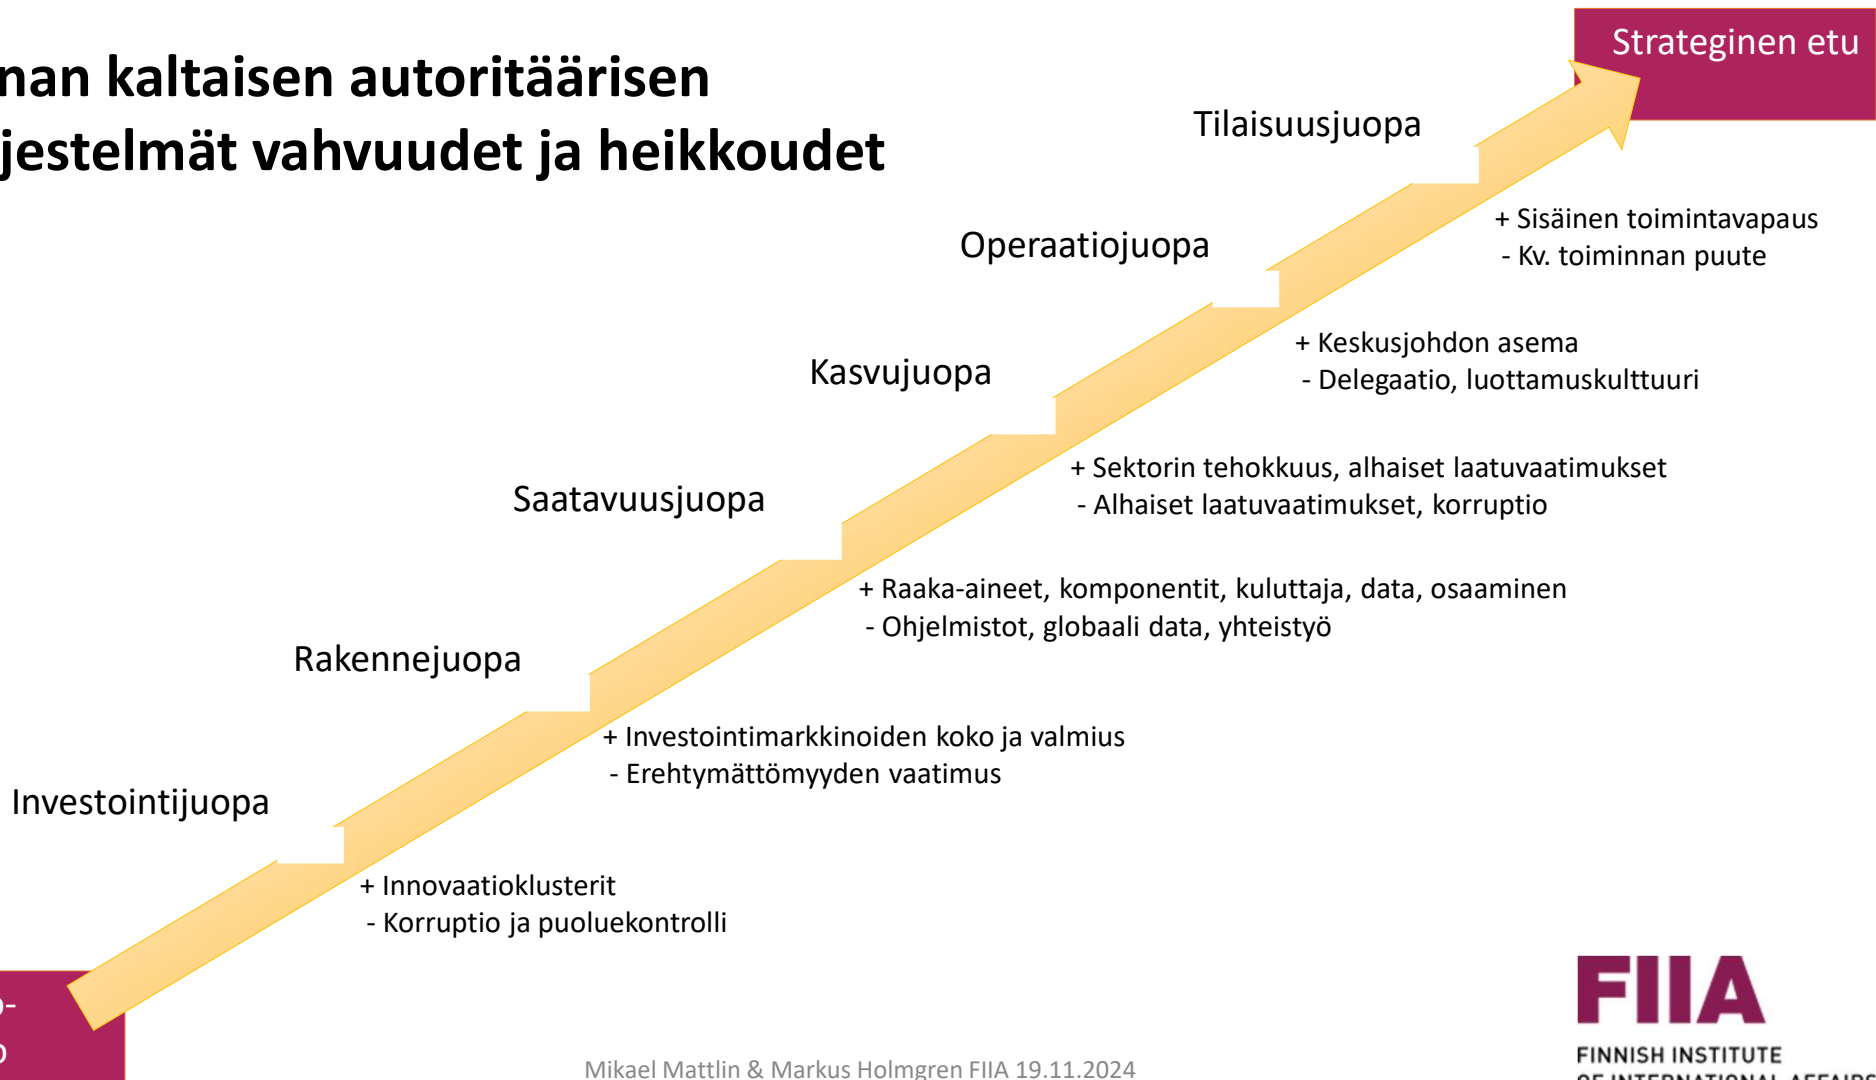 nan kaltaisen autoritäärisen
jestelmät vahvuudet ja heikkoudet
Strateginen etu
Tilaisuusjuopa
+ Sisäinen toimintavapaus
- Kv. toiminnan puute
Operaatiojuopa
+ Keskusjohdon asema
- Delegaatio, luottamuskulttuuri
Kasvujuopa
+ Sektorin tehokkuus, alhaiset laatuvaatimukset
- Alhaiset laatuvaatimukset, korruptio
Saatavuusjuopa
+ Raaka-aineet, komponentit, kuluttaja, data, osaaminen
- Ohjelmistot, globaali data, yhteistyö
Rakennejuopa
+ Investointimarkkinoiden koko ja valmius
- Erehtymättömyyden vaatimus
Investointijuopa
+ Innovaatioklusterit
- Korruptio ja puoluekontrolli
Mikael Mattlin & Markus Holmgren FIIA 19.11.2024
FIIA
FINNISH INSTITUTE
OF INTERNATIONAL AFFAIRS